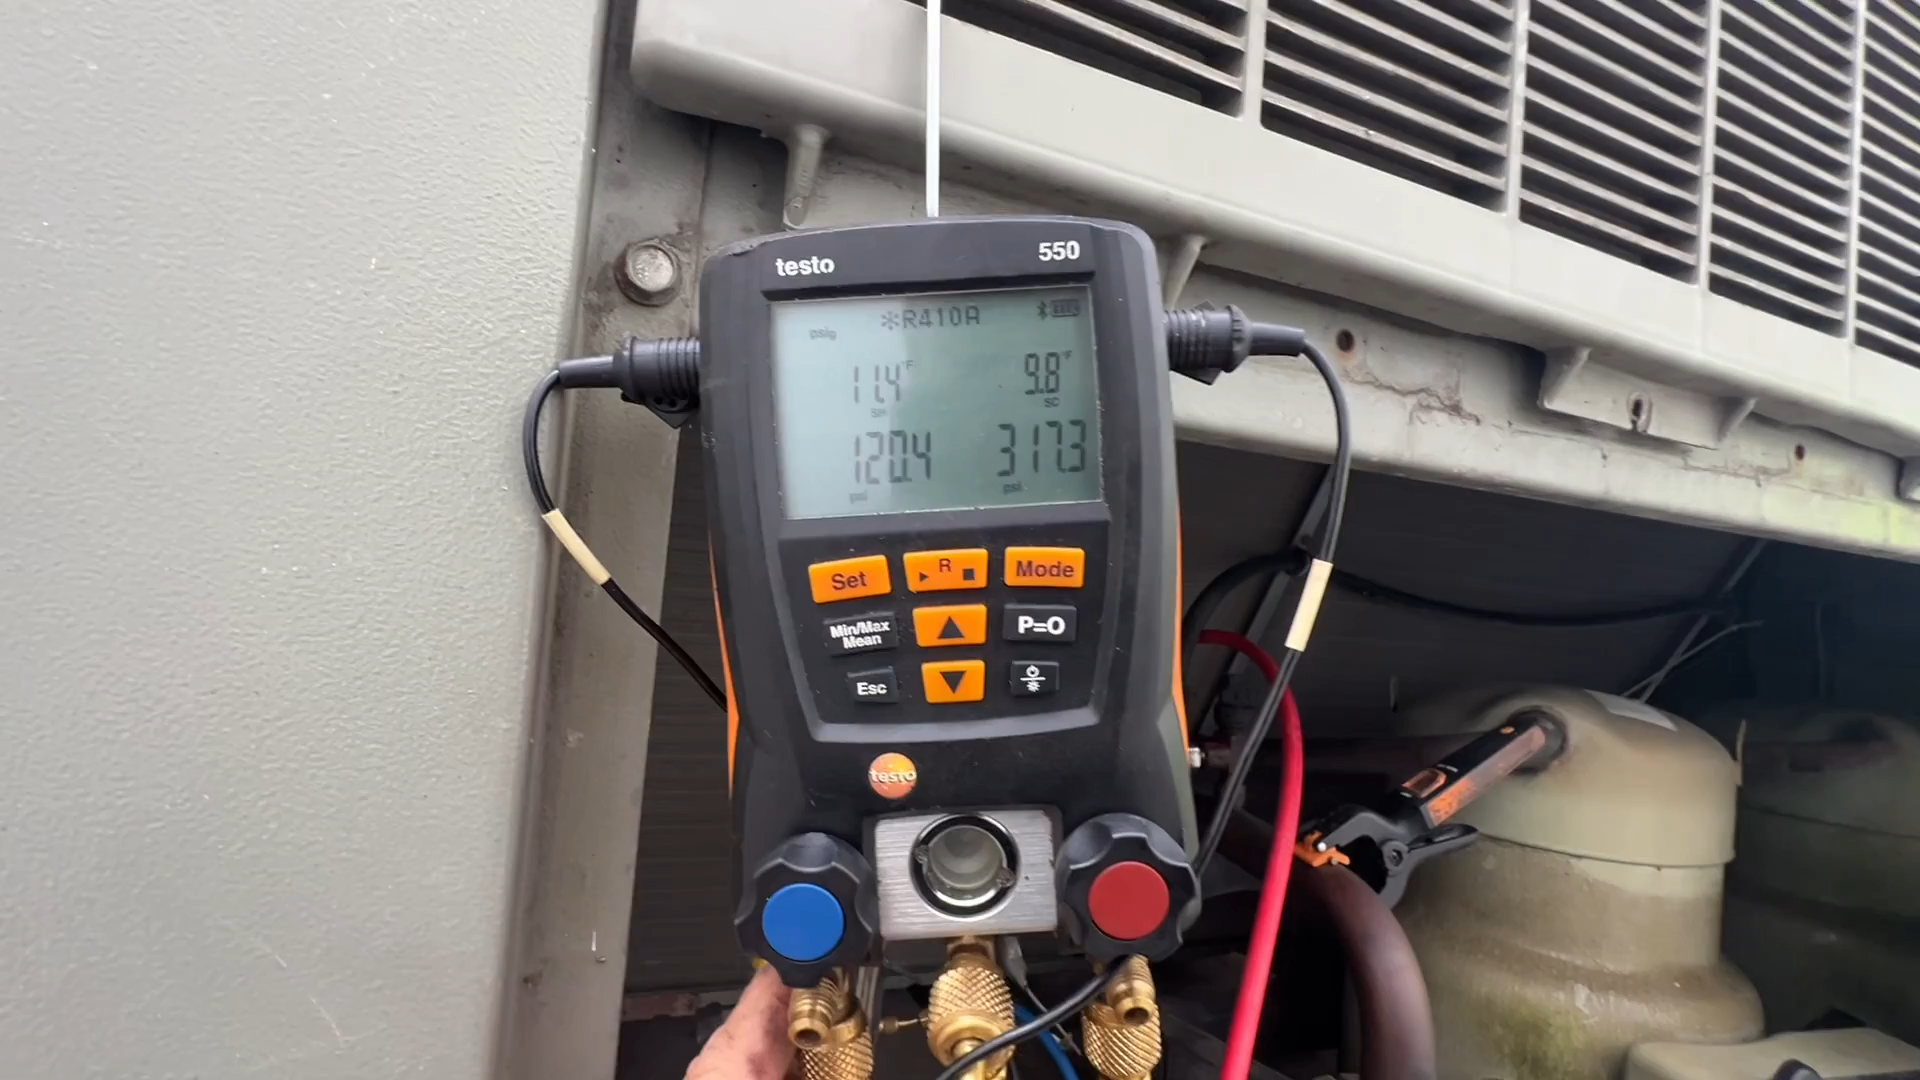 testo
550
psig
*R410A
11.4°F
9.8°F
SH
SC
120.4
317.3
psi
psi
Set
R
Mode
Min/Max
Mean
P=O
Esc
testo